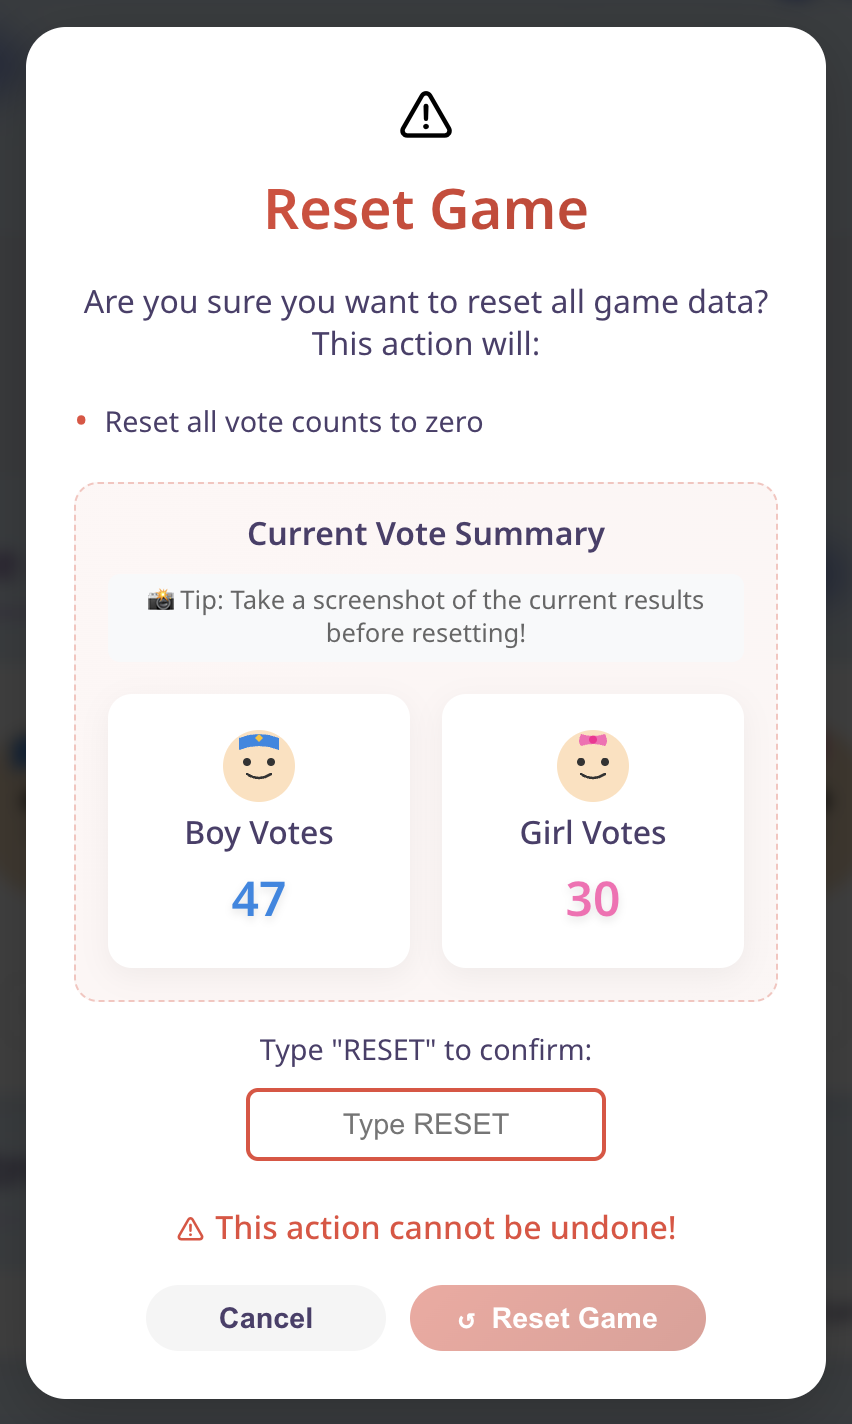 Reset Game
Are you sure you want to reset all game data?
This action will:
• Reset all vote counts to zero
Current Vote Summary
📸 Tip: Take a screenshot of the current results
before resetting!
Boy Votes
47
Girl Votes
30
Type "RESET" to confirm:
Type RESET
This action cannot be undone!
Cancel
↺ Reset Game